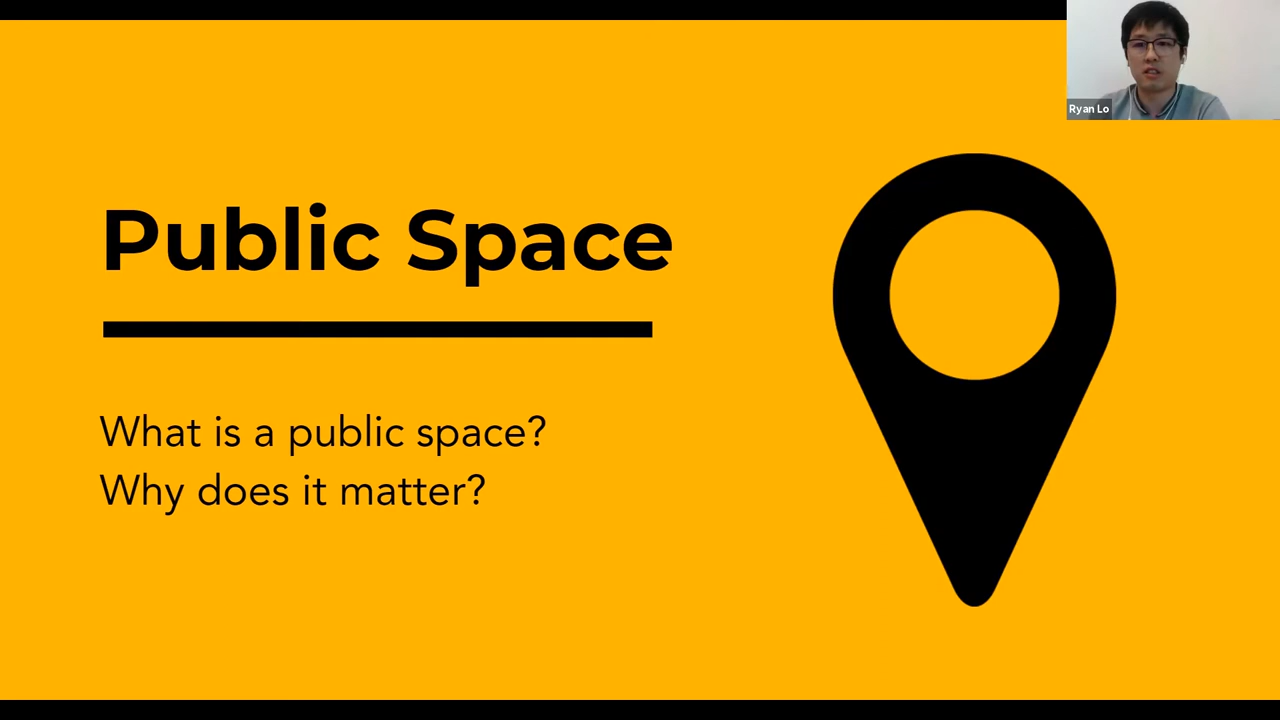 Ryan Lo
Public Space
What is a public space?
Why does it matter?